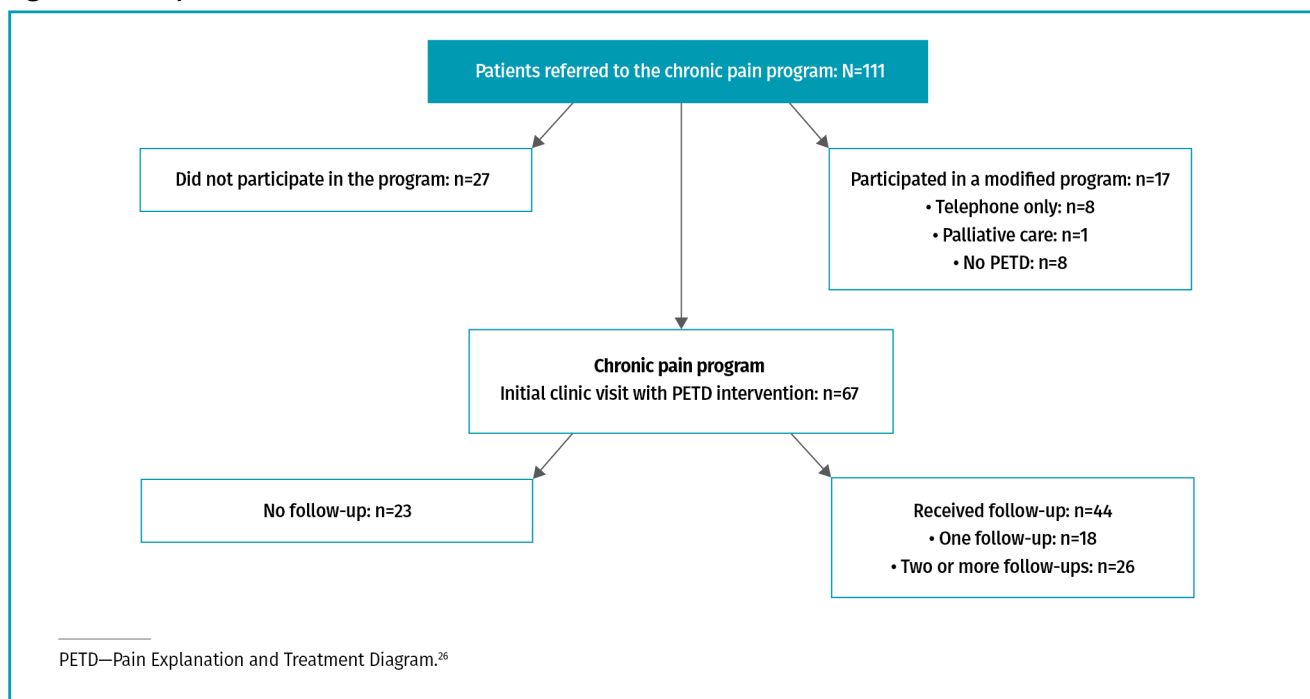 Patients referred to the chronic pain program: N=111
Did not participate in the program: n=27
Participated in a modified program: n=17
• Telephone only: n=8
• Palliative care: n=1
• No PETD: n=8
Chronic pain program
Initial clinic visit with PETD intervention: n=67
No follow-up: n=23
Received follow-up: n=44
• One follow-up: n=18
• Two or more follow-ups: n=26
PETD—Pain Explanation and Treatment Diagram.26